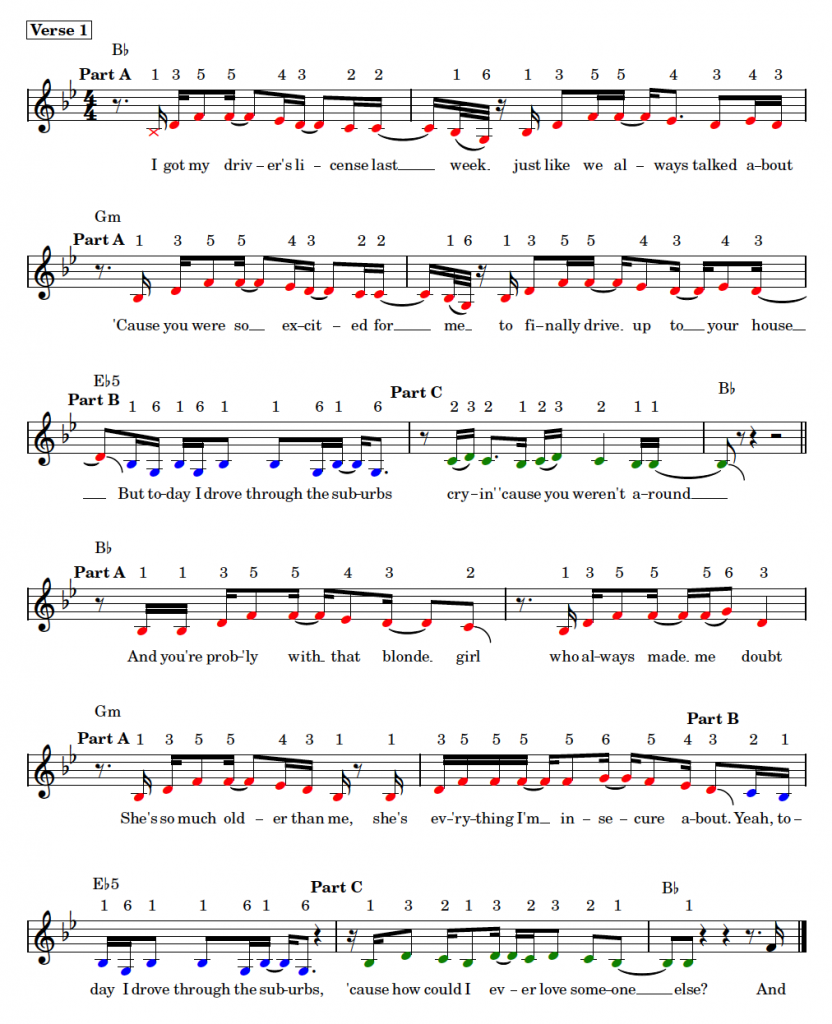 Verse 1
B♭
Part A 1 3 5 5 4 3 2 2 1 6 1 3 5 5 4 3 4 3
4 4
I got my driv-er's li-cense last week. just like we al-ways talked a-bout
Gm
Part A 1 3 5 5 4 3 2 2 1 6 1 3 5 5 4 3 4 3
'Cause you were so ex-cit-ed for me to fi-nally drive. up to your house
E♭5 B♭
Part B 1 6 1 6 1 1 6 1 6 Part C 2 3 2 1 2 3 2 1 1
But to-day I drove through the sub-urbs cry-in' 'cause you weren't a-round
B♭
Part A 1 1 3 5 5 4 3 2 1 3 5 5 5 6 3
And you're prob-'ly with that blonde girl who al-ways made me doubt
Gm Part B
Part A 1 3 5 5 4 3 1 1 3 5 5 5 5 6 5 4 3 2 1
She's so much old-er than me, she's ev-'ry-thing I'm in-se-cure a-bout. Yeah, to-
E♭5 Part C B♭
1 6 1 1 6 1 6 1 3 2 1 3 2 3 2 1 1
day I drove through the sub-urbs, 'cause how could I ev-er love some-one else? And